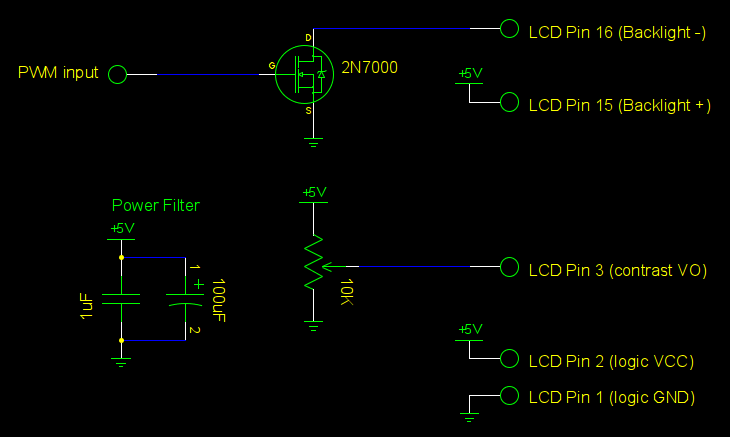 D
LCD Pin 16 (Backlight -)
PWM input
G
2N7000
+5V
S
LCD Pin 15 (Backlight +)
+5V
Power Filter
+5V
1
+
1uF
100uF
2
10K
LCD Pin 3 (contrast VO)
+5V
LCD Pin 2 (logic VCC)
LCD Pin 1 (logic GND)